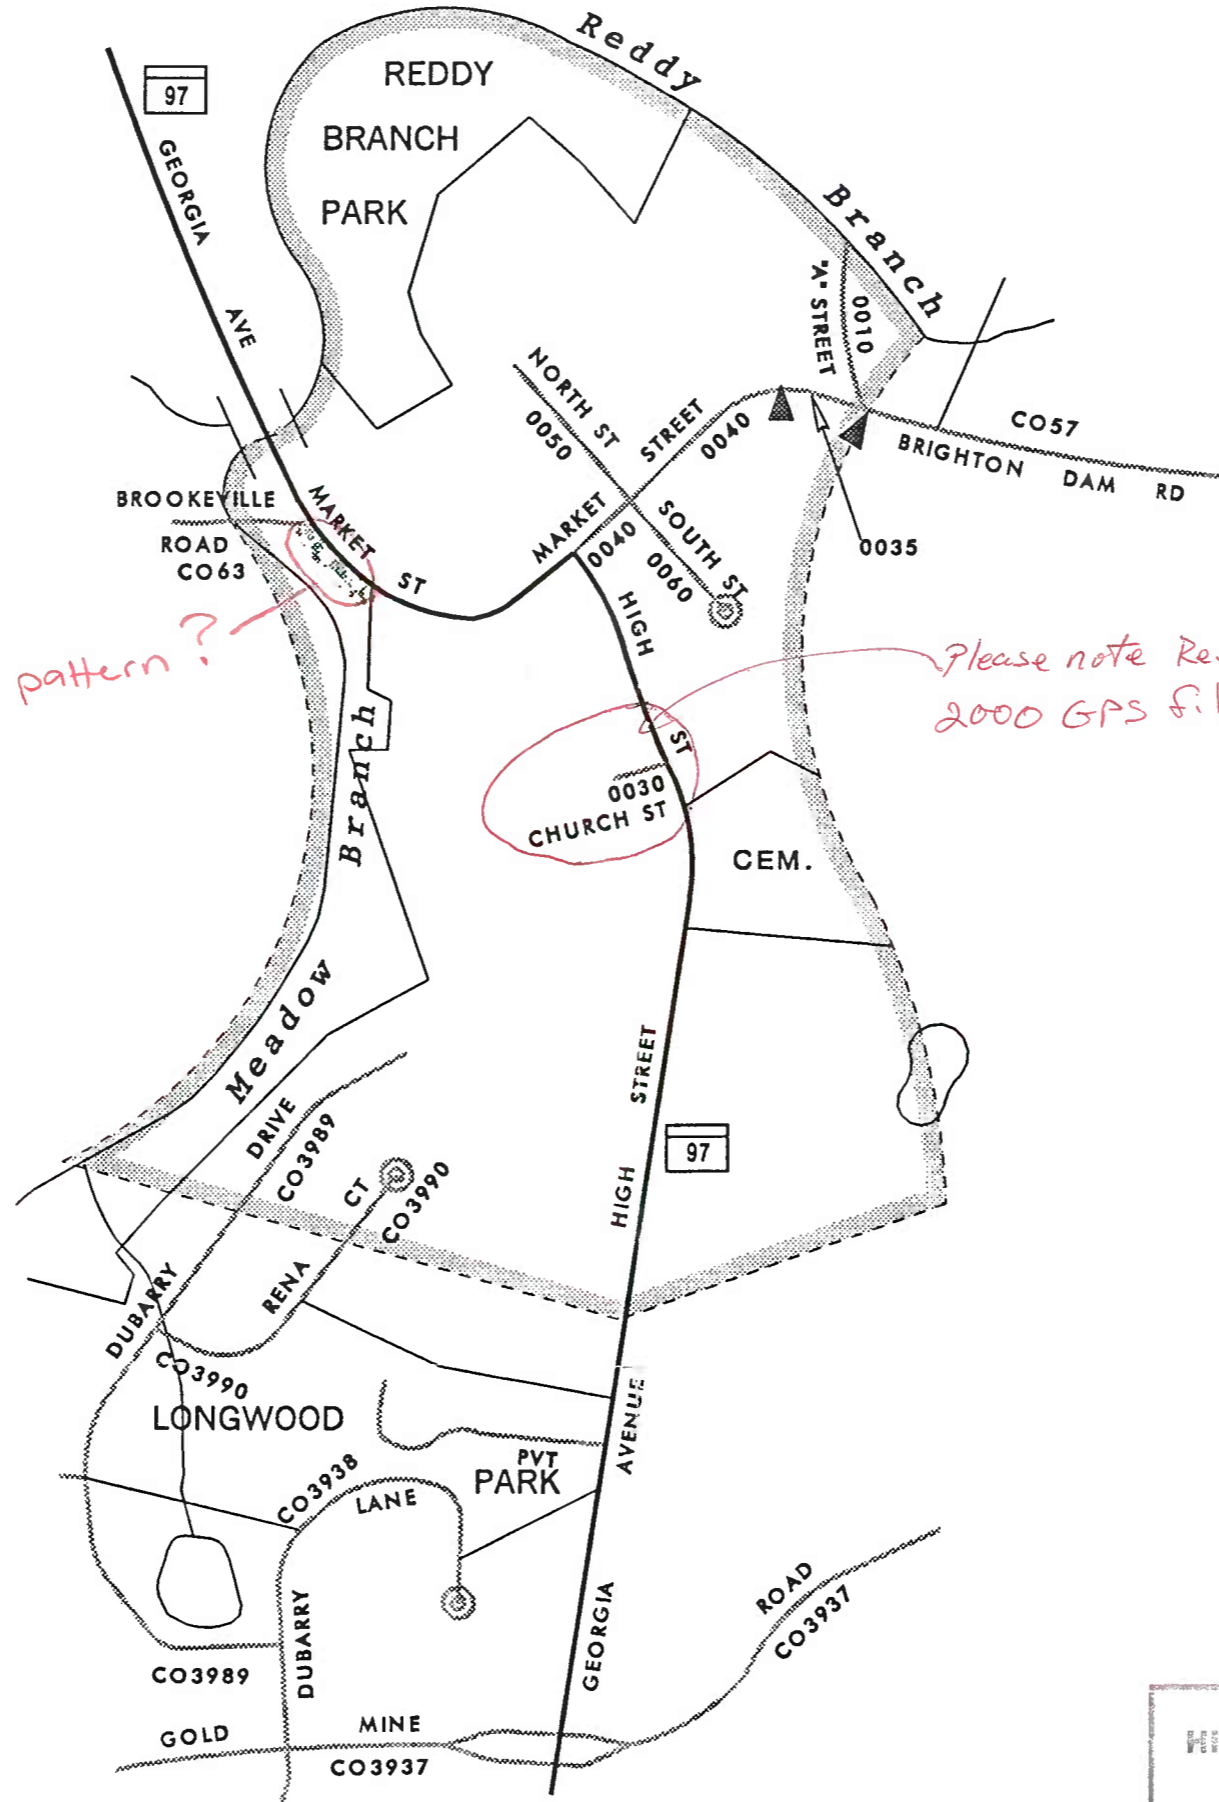 Reddy
97
REDDY
BRANCH
PARK
GEORGIA
AVE
Branch
"A" STREET
0010
NORTH ST
0050
STREET
0040
CO57
BRIGHTON DAM RD
BROOKEVILLE
ROAD
CO63
MARKET
ST
MARKET
0040
SOUTH ST
0060
0035
HIGH
ST
pattern ?
Please note
2000 GPS
0030
CHURCH ST
CEM.
Branch
Meadow
STREET
HIGH
97
DRIVE
CO3989
CT
CO3990
RENA
DUBARRY
CO3990
LONGWOOD
PVT
PARK
AVENUE
CO3938
LANE
DUBARRY
GEORGIA
ROAD
CO3937
CO3989
GOLD
MINE
CO3937